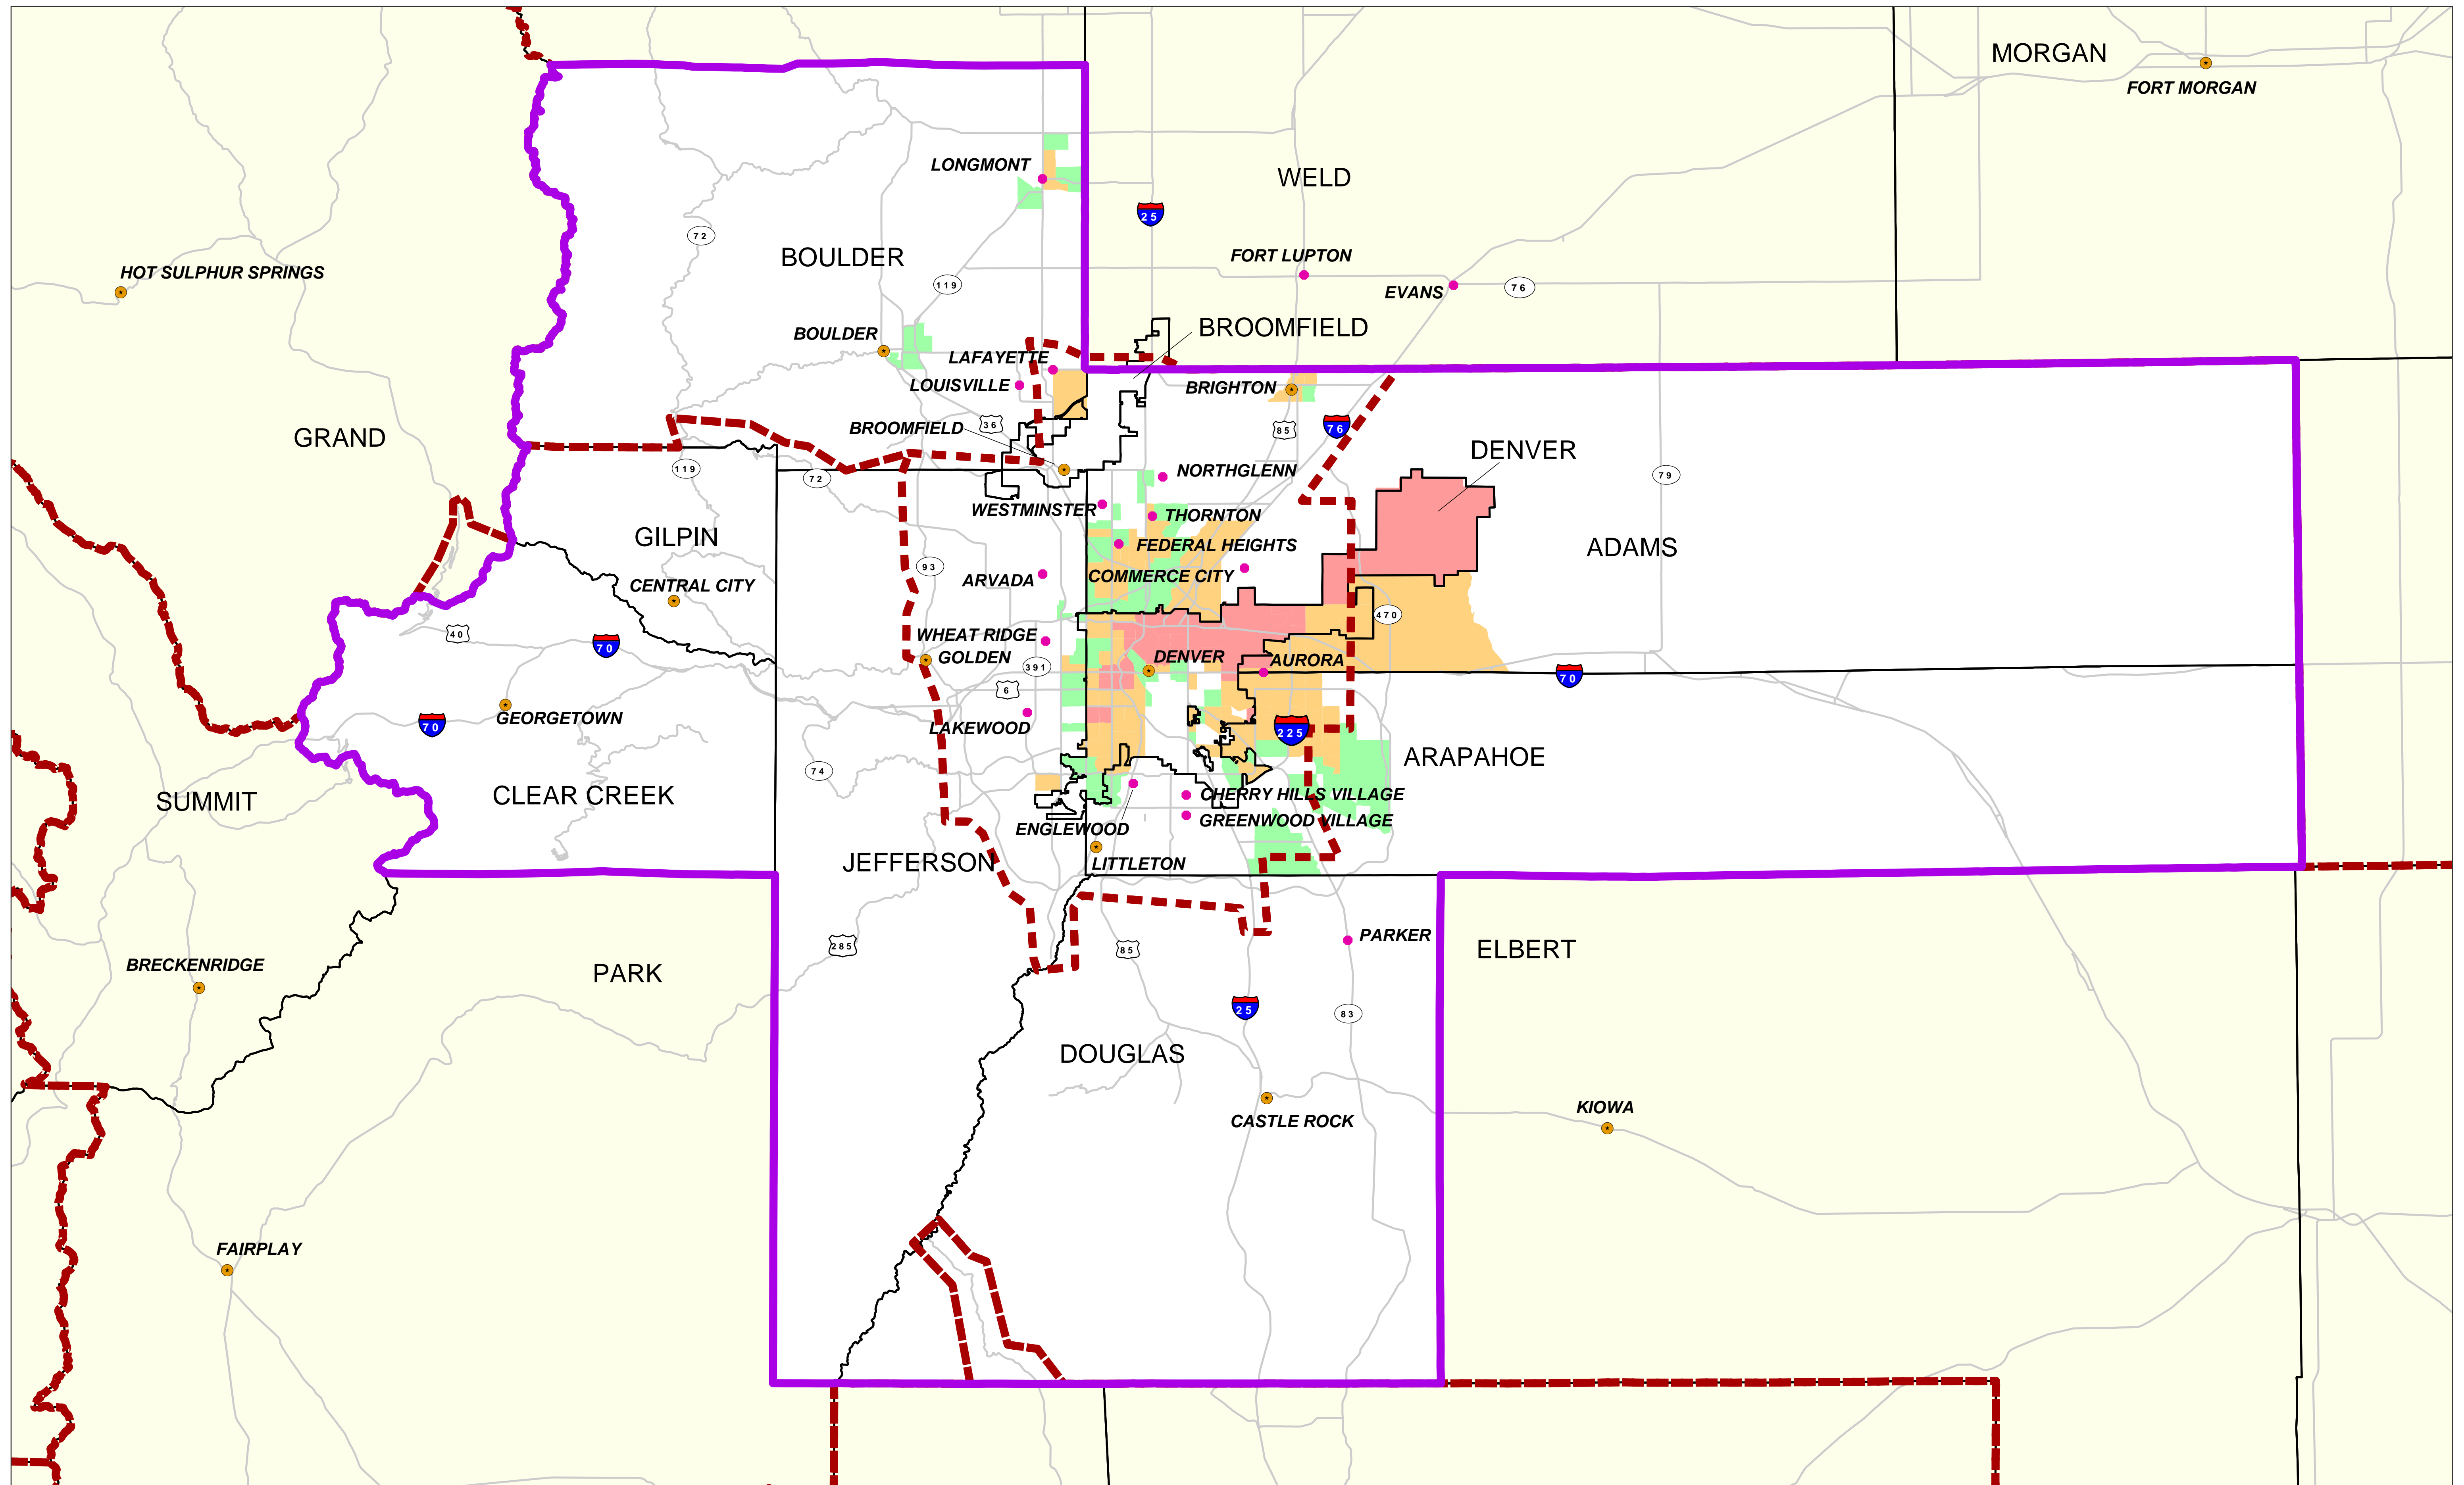 MORGAN
FORT MORGAN
LONGMONT
WELD
25
72
BOULDER
FORT LUPTON
HOT SULPHUR SPRINGS
119
EVANS
76
BROOMFIELD
BOULDER
LAFAYETTE
LOUISVILLE
BRIGHTON
36
BROOMFIELD
85
76
GRAND
DENVER
119
72
NORTHGLENN
79
WESTMINSTER
THORNTON
GILPIN
FEDERAL HEIGHTS
ADAMS
93
ARVADA
COMMERCE CITY
CENTRAL CITY
470
40
70
WHEAT RIDGE
GOLDEN
391
DENVER
AURORA
70
6
GEORGETOWN
70
LAKEWOOD
225
ARAPAHOE
74
SUMMIT
CLEAR CREEK
CHERRY HILLS VILLAGE
ENGLEWOOD
GREENWOOD VILLAGE
JEFFERSON
LITTLETON
285
85
PARKER
ELBERT
BRECKENRIDGE
PARK
25
83
DOUGLAS
CASTLE ROCK
KIOWA
FAIRPLAY